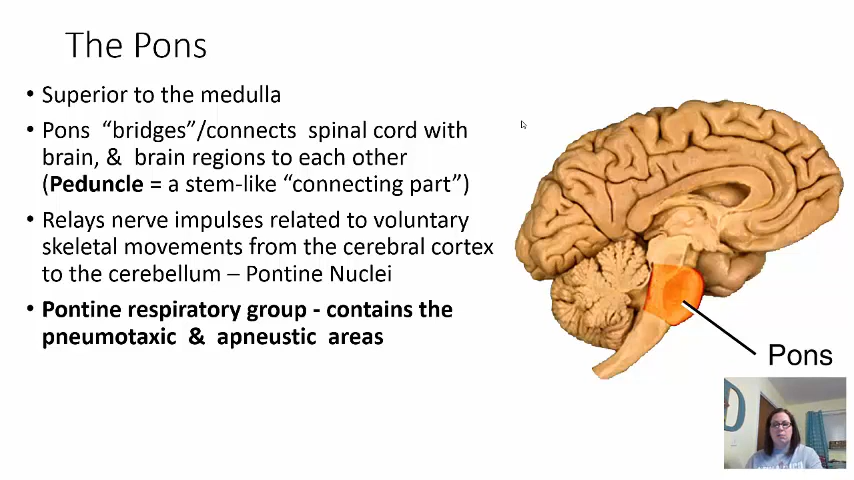 The Pons
• Superior to the medulla
• Pons “bridges”/connects spinal cord with
brain, & brain regions to each other
(Peduncle = a stem-like “connecting part”)
• Relays nerve impulses related to voluntary
skeletal movements from the cerebral cortex
to the cerebellum – Pontine Nuclei
• Pontine respiratory group - contains the
pneumotaxic & apneustic areas
Pons